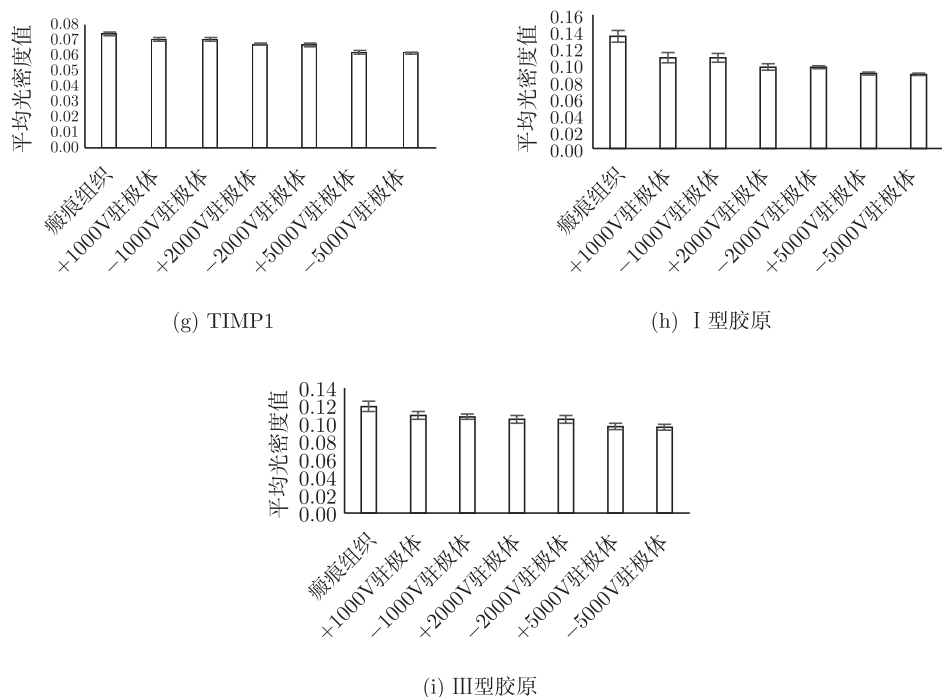 平均光密度值
0.08
0.07
0.06
0.05
0.04
0.03
0.02
0.01
0.00
瘢痕组织
+1000V驻极体
−1000V驻极体
+2000V驻极体
−2000V驻极体
+5000V驻极体
−5000V驻极体
(g) TIMP1
平均光密度值
0.16
0.14
0.12
0.10
0.08
0.06
0.04
0.02
0.00
瘢痕组织
+1000V驻极体
−1000V驻极体
+2000V驻极体
−2000V驻极体
+5000V驻极体
−5000V驻极体
(h) Ⅰ型胶原
平均光密度值
0.14
0.12
0.10
0.08
0.06
0.04
0.02
0.00
瘢痕组织
+1000V驻极体
−1000V驻极体
+2000V驻极体
−2000V驻极体
+5000V驻极体
−5000V驻极体
(i) Ⅲ型胶原